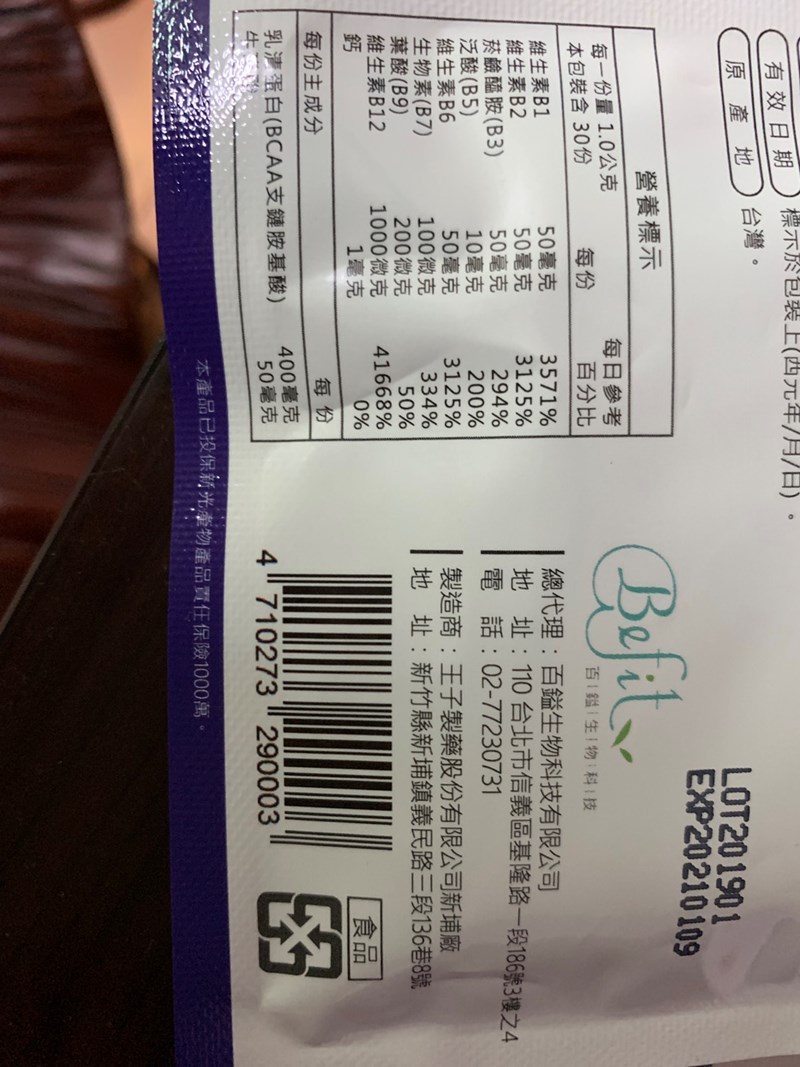 有效日期 標示於包裝上(西元年/月/日)。
原產地 台灣。
營養標示
每一份量 1.0公克
本包裝含 30份
每份 每日參考百分比
維生素B1 50毫克 3571%
維生素B2 50毫克 3125%
菸鹼醯胺(B3) 50毫克 294%
泛酸(B5) 10毫克 200%
維生素B6 50毫克 3125%
生物素(B7) 100微克 334%
葉酸(B9) 200微克 50%
維生素B12 1000微克 41668%
鈣 1毫克 0%
每份主成分 每份
乳清蛋白(BCAA支鏈胺基酸) 400毫克
牛 50毫克
LOT201901
EXP20210109
Befit
百鎰生物科技
總代理：百鎰生物科技有限公司
地址：110 台北市信義區基隆路一段186號3樓之4
電話：02-77230731
製造商：王子製藥股份有限公司新埔廠
地址：新竹縣新埔鎮義民路三段136巷8號
4 710273 290003
食品
本產品已投保新光產物產品責任保險1000萬。